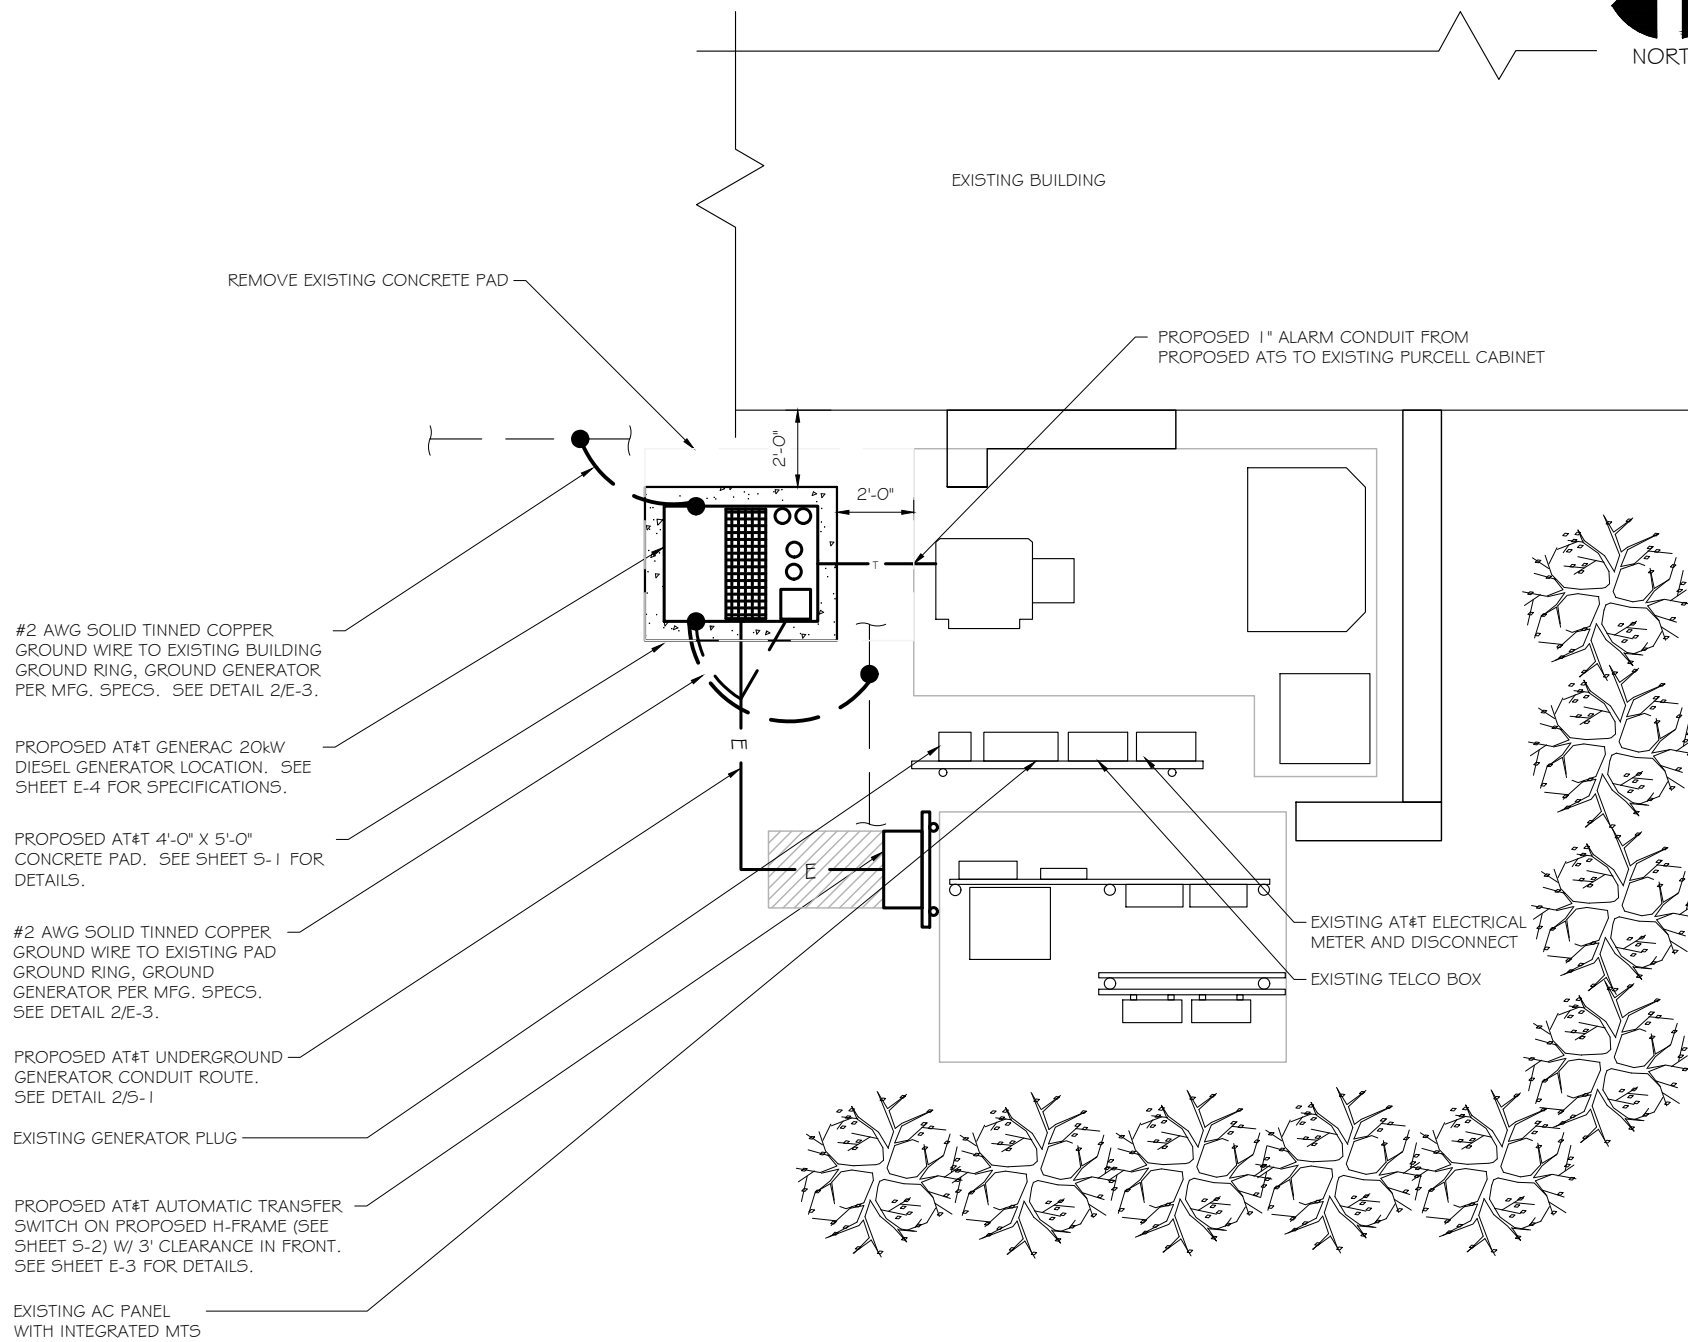 NORT
EXISTING BUILDING
REMOVE EXISTING CONCRETE PAD
PROPOSED 1" ALARM CONDUIT FROM
PROPOSED ATS TO EXISTING PURCELL CABINET
2'-0"
2'-0"
T
#2 AWG SOLID TINNED COPPER
GROUND WIRE TO EXISTING BUILDING
GROUND RING, GROUND GENERATOR
PER MFG. SPECS. SEE DETAIL 2/E-3.
PROPOSED AT&T GENERAC 20kW
DIESEL GENERATOR LOCATION. SEE
SHEET E-4 FOR SPECIFICATIONS.
E
PROPOSED AT&T 4'-0" X 5'-0"
CONCRETE PAD. SEE SHEET S-1 FOR
DETAILS.
E
#2 AWG SOLID TINNED COPPER
GROUND WIRE TO EXISTING PAD
GROUND RING, GROUND
GENERATOR PER MFG. SPECS.
SEE DETAIL 2/E-3.
EXISTING AT&T ELECTRICAL
METER AND DISCONNECT
EXISTING TELCO BOX
PROPOSED AT&T UNDERGROUND
GENERATOR CONDUIT ROUTE.
SEE DETAIL 2/S-1
EXISTING GENERATOR PLUG
PROPOSED AT&T AUTOMATIC TRANSFER
SWITCH ON PROPOSED H-FRAME (SEE
SHEET S-2) W/ 3' CLEARANCE IN FRONT.
SEE SHEET E-3 FOR DETAILS.
EXISTING AC PANEL
WITH INTEGRATED MTS